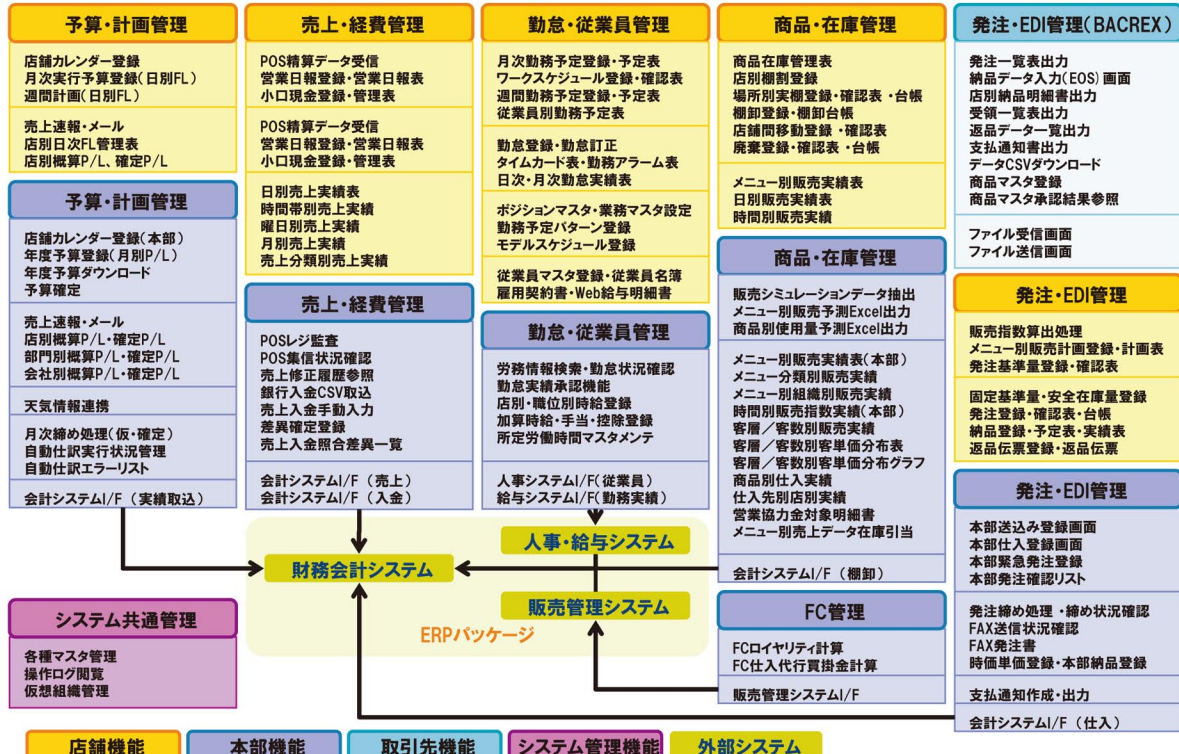 予算・計画管理
店舗カレンダー登録
月次実行予算登録(日別FL)
週間計画(日別FL)
売上速報・メール
店別日次FL管理表
店別概算P/L、確定P/L
予算・計画管理
店舗カレンダー登録(本部)
年度予算登録(月別P/L)
年度予算ダウンロード
予算確定
売上速報・メール
店別概算P/L・確定P/L
部門別概算P/L・確定P/L
会社別概算P/L・確定P/L
天気情報連携
月次締め処理(仮・確定)
自動仕訳実行状況管理
自動仕訳エラーリスト
会計システムI/F(実績取込)
売上・経費管理
POS精算データ受信
営業日報登録・営業日報表
小口現金登録・管理表
POS精算データ受信
営業日報登録・営業日報表
小口現金登録・管理表
日別売上実績表
時間帯別売上実績
曜日別売上実績
月別売上実績
売上分類別売上実績
売上・経費管理
POSレジ監査
POS集信状況確認
売上修正履歴参照
銀行入金CSV取込
売上入金手動入力
差異確定登録
売上入金照合差異一覧
会計システムI/F(売上)
会計システムI/F(入金)
勤怠・従業員管理
月次勤務予定登録・予定表
ワークスケジュール登録・確認表
週間勤務予定登録・予定表
従業員別勤務予定表
勤怠登録・勤怠訂正
タイムカード表・勤務アラーム表
日次・月次勤怠実績表
ポジションマスタ・業務マスタ設定
勤務予定パターン登録
モデルスケジュール登録
従業員マスタ登録・従業員名簿
雇用契約書・Web給与明細書
勤怠・従業員管理
労務情報検索・勤怠状況確認
勤怠実績承認機能
店別・職位別時給登録
加算時給・手当・控除登録
所定労働時間マスタメンテ
人事システムI/F(従業員)
給与システムI/F(勤務実績)
商品・在庫管理
商品在庫管理表
店別棚割登録
場所別実棚登録・確認表・台帳
棚卸登録・棚卸台帳
店舗間移動登録・確認表
廃棄登録・確認表・台帳
メニュー別販売実績表
日別販売実績表
時間別販売実績
商品・在庫管理
販売シミュレーションデータ抽出
メニュー別販売予測Excel出力
商品別使用量予測Excel出力
メニュー別販売実績表(本部)
メニュー分類別販売実績
メニュー別組織別販売実績
時間別販売指数実績(本部)
客層/客数別販売実績
客層/客数別客単価分布表
客層/客数別客単価分布グラフ
商品別仕入実績
仕入先別店別実績
営業協力金対象明細書
メニュー別売上データ在庫引当
会計システムI/F(棚卸)
FC管理
FCロイヤリティ計算
FC仕入代行買掛金計算
販売管理システムI/F
発注・EDI管理(BACREX)
発注一覧表出力
納品データ入力(EOS)画面
店別納品明細書出力
受領一覧表出力
返品データ一覧出力
支払通知書出力
データCSVダウンロード
商品マスタ登録
商品マスタ承認結果参照
ファイル受信画面
ファイル送信画面
発注・EDI管理
販売指数算出処理
メニュー別販売計画登録・計画表
発注基準量登録・確認表
固定基準量・安全在庫量登録
発注登録・確認表・台帳
納品登録・予定表・実績表
返品伝票登録・返品伝票
発注・EDI管理
本部送込み登録画面
本部仕入登録画面
本部緊急発注登録
本部発注確認リスト
発注締め処理・締め状況確認
FAX送信状況確認
FAX発注書
時価単価登録・本部納品登録
支払通知作成・出力
会計システムI/F(仕入)
人事・給与システム
財務会計システム
販売管理システム
ERPパッケージ
システム共通管理
各種マスタ管理
操作ログ閲覧
仮想組織管理
店舗機能
本部機能
取引先機能
システム管理機能
外部システム